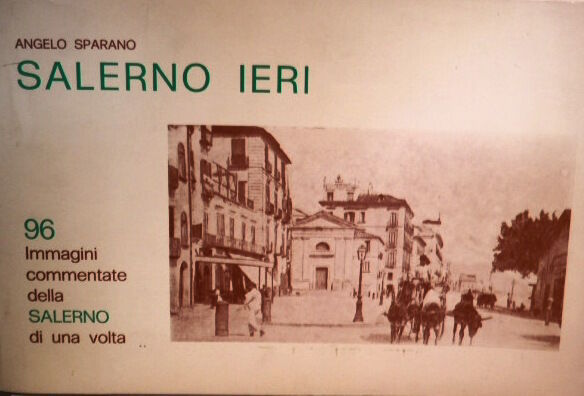 ANGELO SPARANO
SALERNO IERI
96
Immagini
commentate
della
SALERNO
di una volta